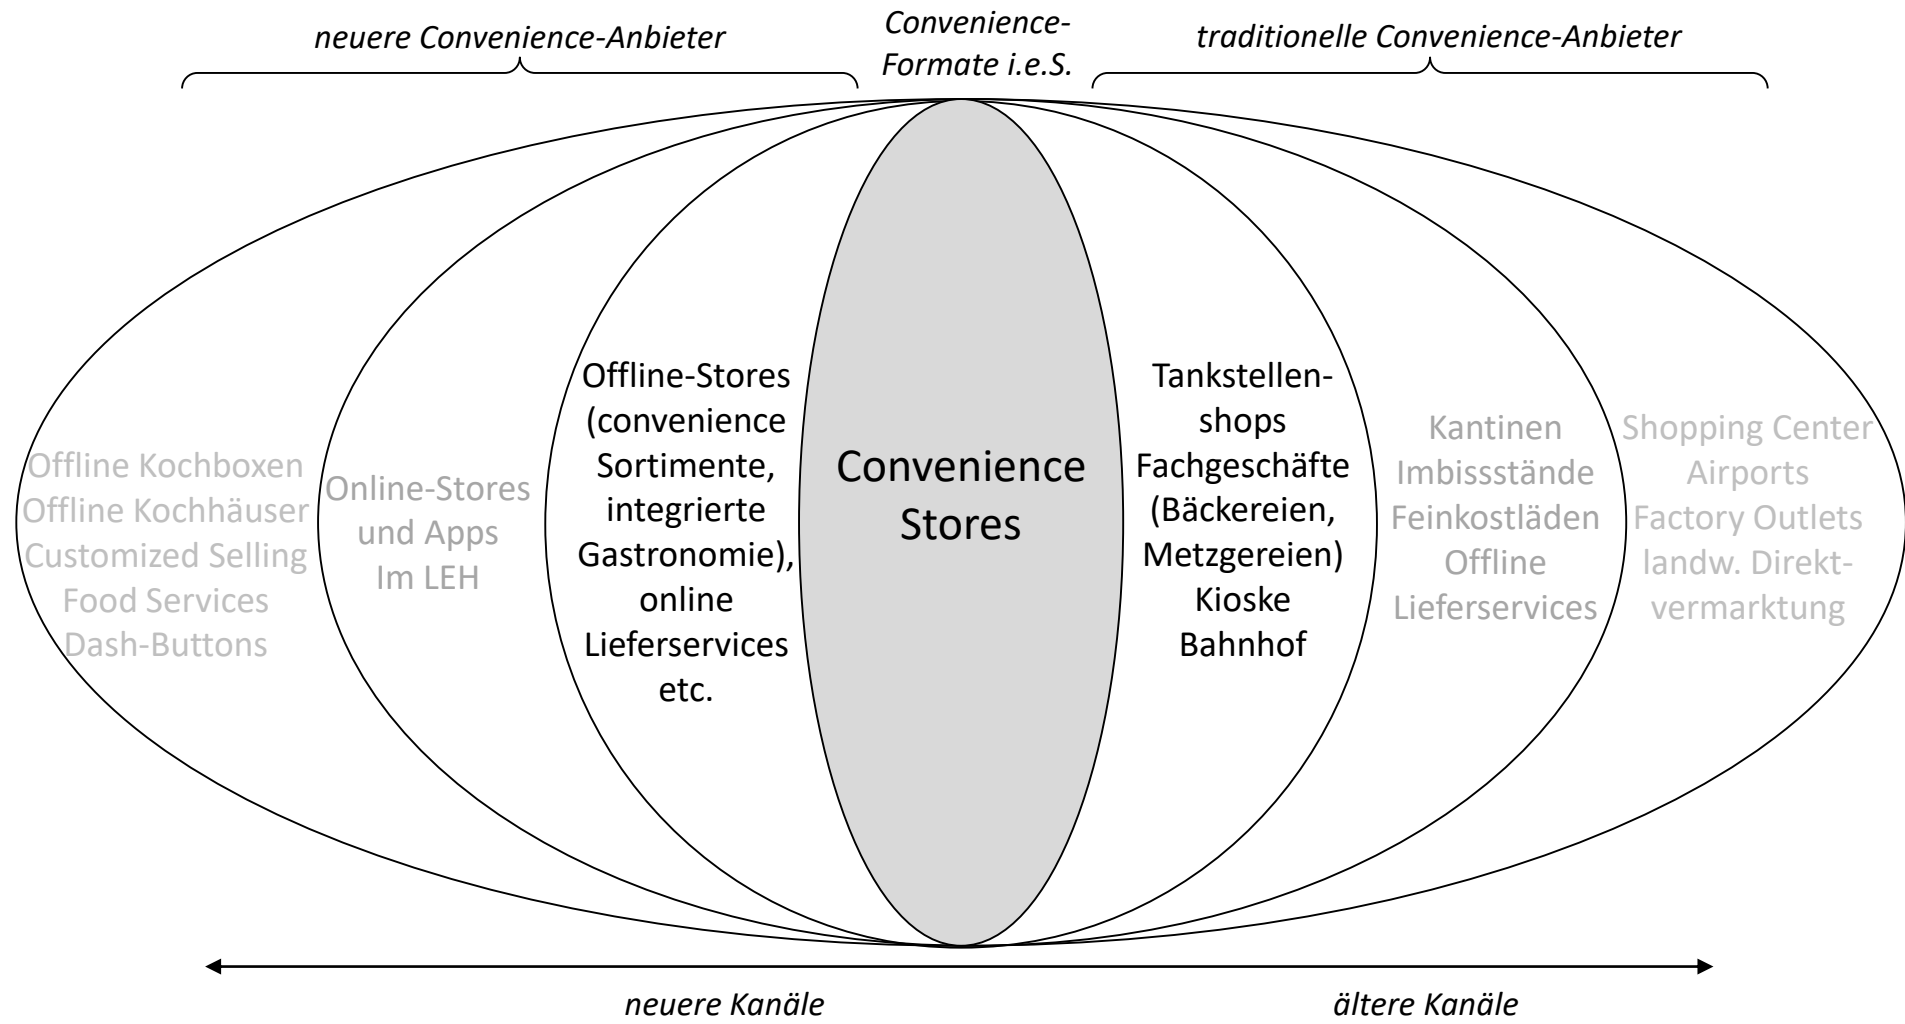 neuere Convenience-Anbieter
Convenience-
Formate i.e.S.
traditionelle Convenience-Anbieter
Offline Kochboxen
Offline Kochhäuser
Customized Selling
Food Services
Dash-Buttons
Online-Stores
und Apps
Im LEH
Offline-Stores
(convenience
Sortimente,
integrierte
Gastronomie),
online
Lieferservices
etc.
Convenience
Stores
Tankstellen-
shops
Fachgeschäfte
(Bäckereien,
Metzgereien)
Kioske
Bahnhof
Kantinen
Imbissstände
Feinkostläden
Offline
Lieferservices
Shopping Center
Airports
Factory Outlets
landw. Direkt-
vermarktung
neuere Kanäle
ältere Kanäle